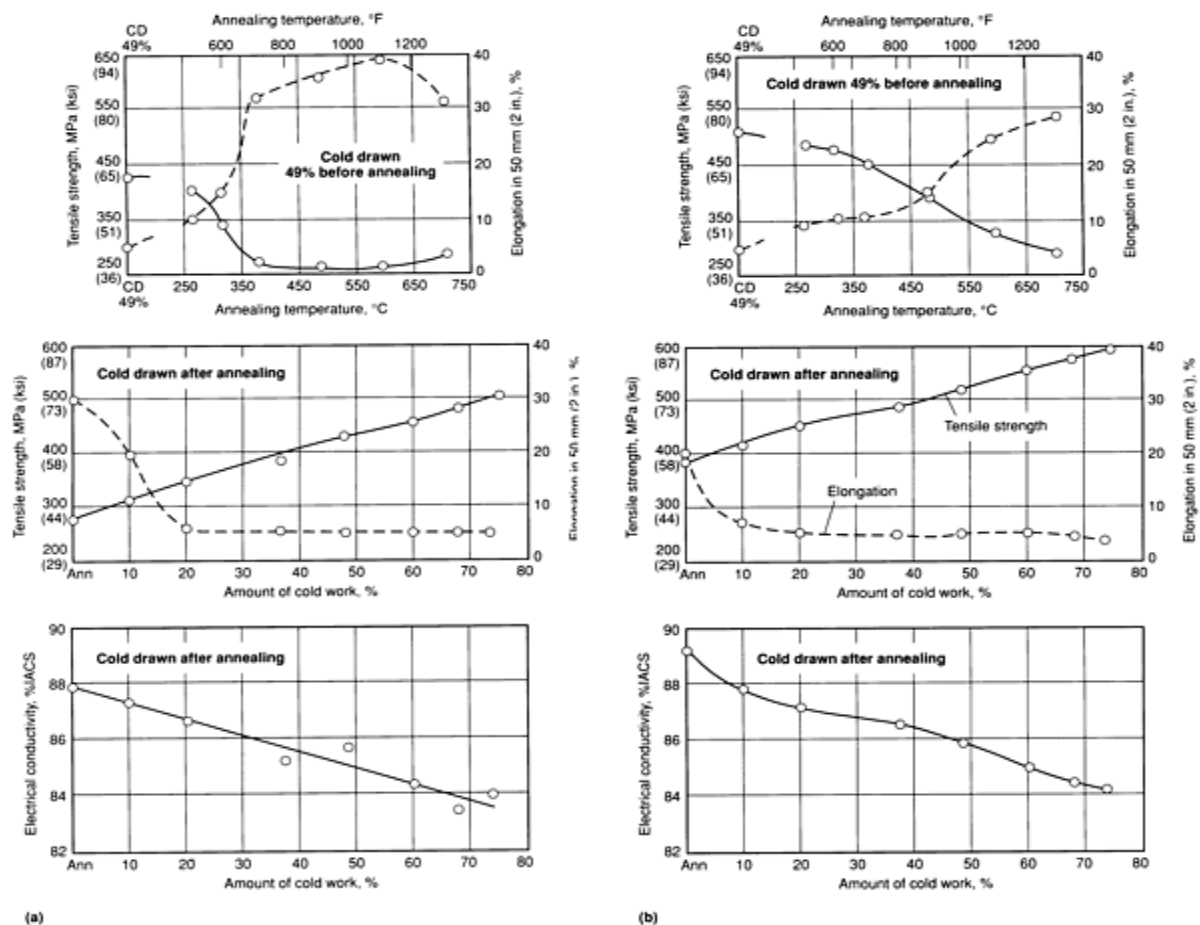 Annealing temperature, °F
CD
49% 600 800 1000 1200
650
(94)
550
(80)
450
(65)
350
(51)
250
(36)
Tensile strength, MPa (ksi)
40
30
20
10
0
Elongation in 50 mm (2 in.), %
Cold drawn
49% before annealing
CD
49%
250 350 450 550 650 750
Annealing temperature, °C
Annealing temperature, °F
CD
49% 600 800 1000 1200
650
(94)
550
(80)
450
(65)
350
(51)
250
(36)
Tensile strength, MPa (ksi)
40
30
20
10
0
Elongation in 50 mm (2 in.), %
Cold drawn 49% before annealing
CD
49%
250 350 450 550 650 750
Annealing temperature, °C
600
(87)
500
(73)
400
(58)
300
(44)
200
(29)
Tensile strength, MPa (ksi)
40
30
20
10
0
Elongation in 50 mm (2 in.), %
Cold drawn after annealing
Ann 10 20 30 40 50 60 70 80
Amount of cold work, %
600
(87)
500
(73)
400
(58)
300
(44)
200
(29)
Tensile strength, MPa (ksi)
40
30
20
10
0
Elongation in 50 mm (2 in.), %
Cold drawn after annealing
Tensile strength
Elongation
Ann 10 20 30 40 50 60 70 80
Amount of cold work, %
90
88
86
84
82
Electrical conductivity, %IACS
Cold drawn after annealing
Ann 10 20 30 40 50 60 70 80
Amount of cold work, %
90
88
86
84
82
Electrical conductivity, %IACS
Cold drawn after annealing
Ann 10 20 30 40 50 60 70 80
Amount of cold work, %
(a)
(b)